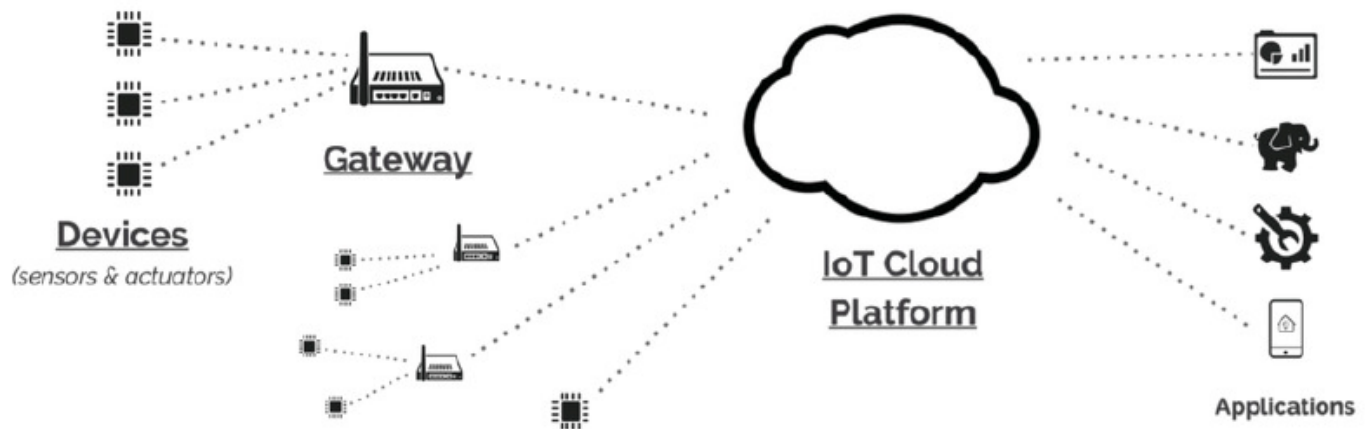 Gateway
Devices
(sensors & actuators)
IoT Cloud
Platform
Applications